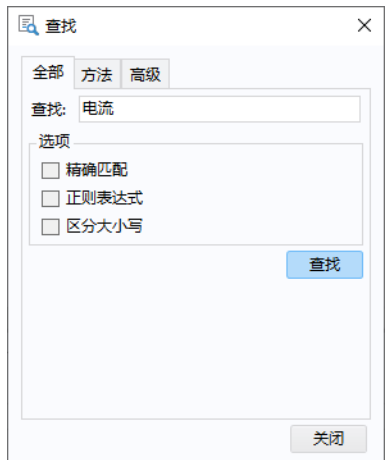 查找
全部 方法 高级
查找: 电流
选项
精确匹配
正则表达式
区分大小写
查找
关闭